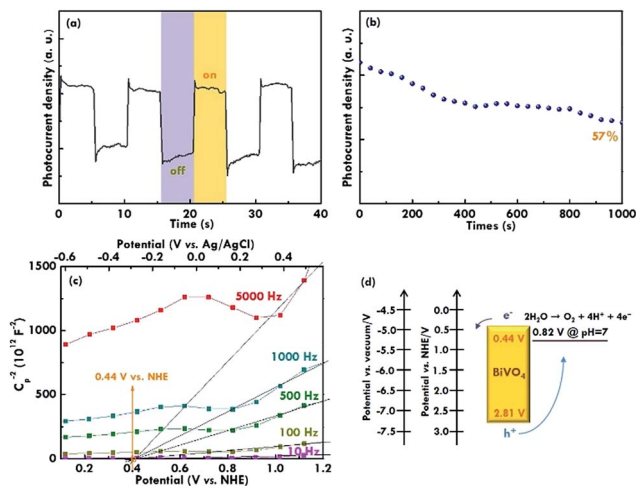 (a)
on
off
Photocurrent density (a. u.)
0 10 20 30 40
Time (s)
(b)
57%
Photocurrent density (a. u.)
0 200 400 600 800 1000
Times (s)
Potential (V vs. Ag/AgCl)
-0.6 -0.4 -0.2 0.0 0.2 0.4
(c)
1500
1000
500
0
Cp-2 (10^12 F-2)
5000 Hz
0.44 V vs. NHE
1000 Hz
500 Hz
100 Hz
10 Hz
0.2 0.4 0.6 0.8 1.0 1.2
Potential (V vs. NHE)
(d)
Potential vs. vacuum/V
-4.5
-5.0
-5.5
-6.0
-6.5
-7.0
-7.5
Potential vs. NHE/V
0.0
0.5
1.0
1.5
2.0
2.5
3.0
e-
2H2O → O2 + 4H+ + 4e-
0.82 V @ pH=7
0.44 V
BiVO4
2.81 V
h+